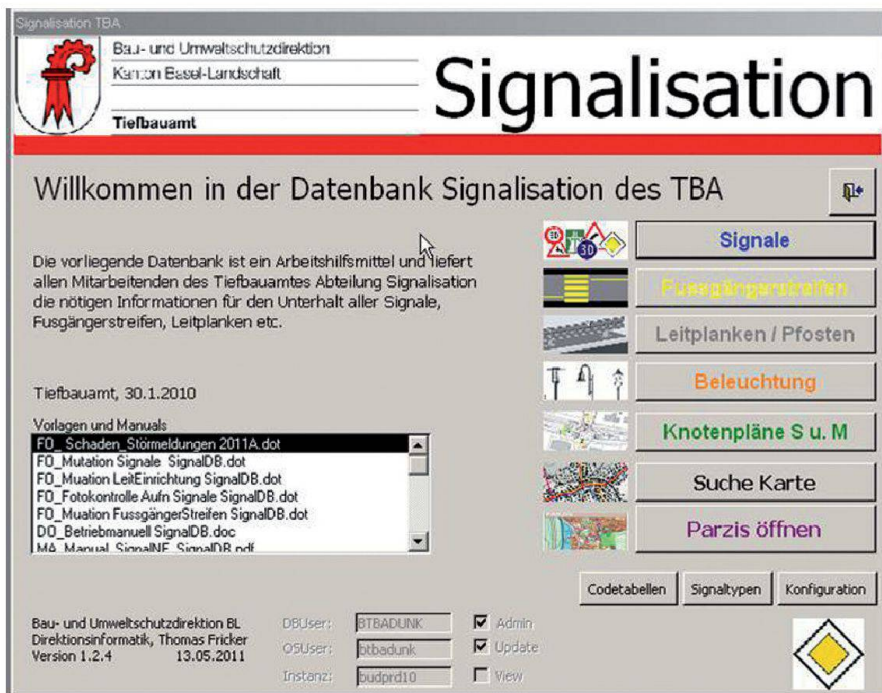 Signalisation TBA
Bau- und Umweltschutzdirektion
Kanton Basel-Landschaft
Tiefbauamt
Signalisation
Willkommen in der Datenbank Signalisation des TBA
Die vorliegende Datenbank ist ein Arbeitshilfsmittel und liefert
allen Mitarbeitenden des Tiefbauamtes Abteilung Signalisation
die nötigen Informationen für den Unterhalt aller Signale,
Fusgängerstreifen, Leitplanken etc.
Tiefbauamt, 30.1.2010
Vorlagen und Manuals
FO_ Schaden_Störmeldungen 2011A.dot
FO_Mutation Signale SignalDB.dot
FO_Muation LeitEinrichtung SignalDB.dot
FO_Fotokontrolle Aufn Signale SignalDB.dot
FO_Muation FussgängerStreifen SignalDB.dot
DO_Betriebmanuell SignalDB.doc
MA_Manual_SignalNE_SignalDB.pdf
Signale
Fussgängerstreifen
Leitplanken / Pfosten
Beleuchtung
Knotenpläne S u. M
Suche Karte
Parzis öffnen
Codetabellen Signaltypen Konfiguration
Bau- und Umweltschutzdirektion BL
Direktionsinformatik, Thomas Fricker
Version 1.2.4 13.05.2011
DBUser: BTBADUNK Admin
OSUser: btbadunk Update
Instanz: budprd10 View